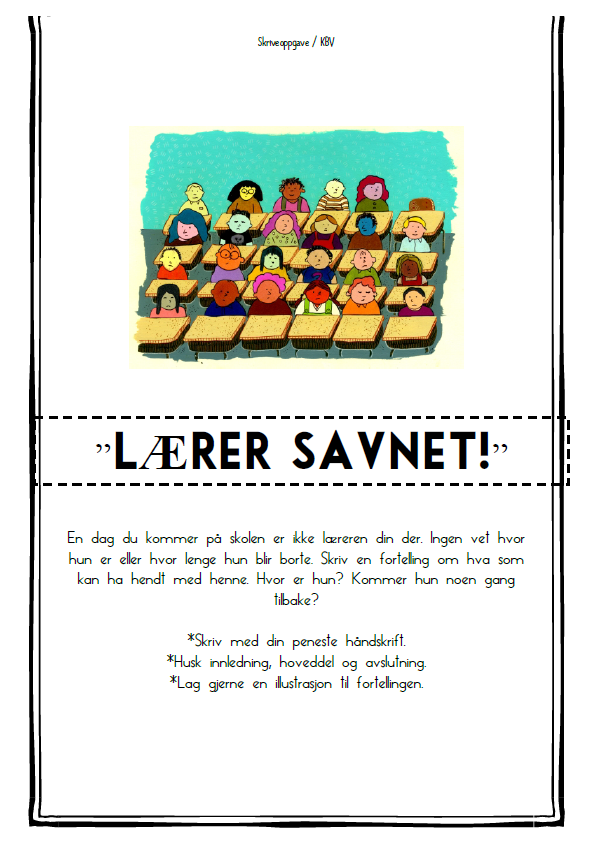 Skriveoppgave / KBV
”LÆRER SAVNET!”
En dag du kommer på skolen er ikke læreren din der. Ingen vet hvor
hun er eller hvor lenge hun blir borte. Skriv en fortelling om hva som
kan ha hendt med henne. Hvor er hun? Kommer hun noen gang
tilbake?
*Skriv med din peneste håndskrift.
*Husk innledning, hoveddel og avslutning.
*Lag gjerne en illustrasjon til fortellingen.